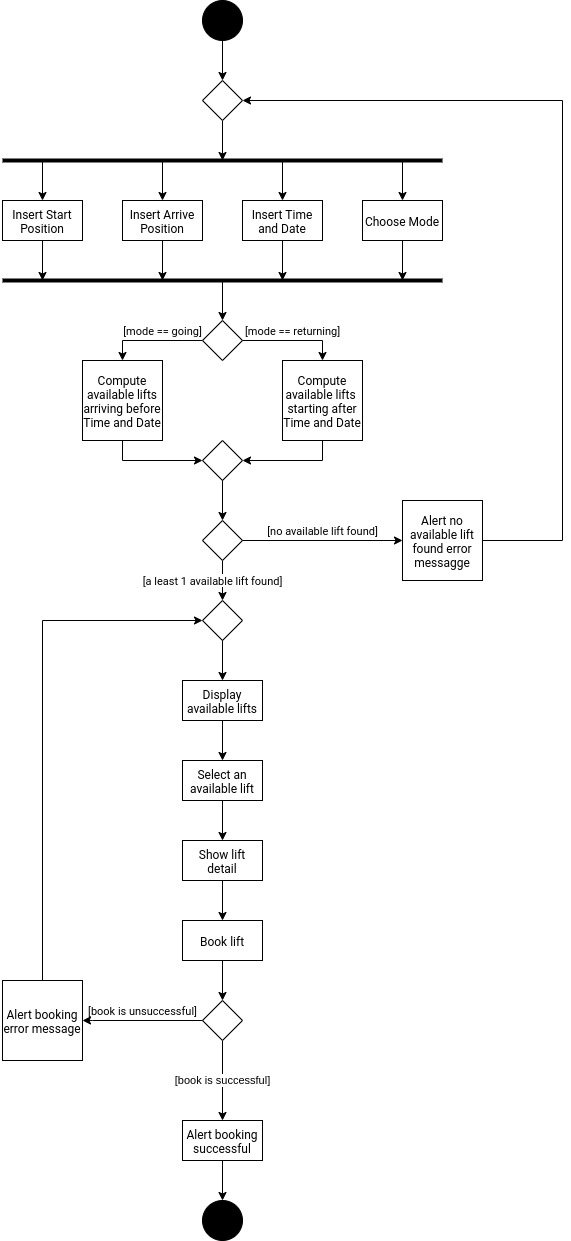 Insert Start
Position
Insert Arrive
Position
Insert Time
and Date
Choose Mode
[mode == going]
[mode == returning]
Compute
available lifts
arriving before
Time and Date
Compute
available lifts
starting after
Time and Date
[no available lift found]
Alert no
available lift
found error
messagge
[a least 1 available lift found]
Display
available lifts
Select an
available lift
Show lift
detail
Book lift
[book is unsuccessful]
Alert booking
error message
[book is successful]
Alert booking
successful